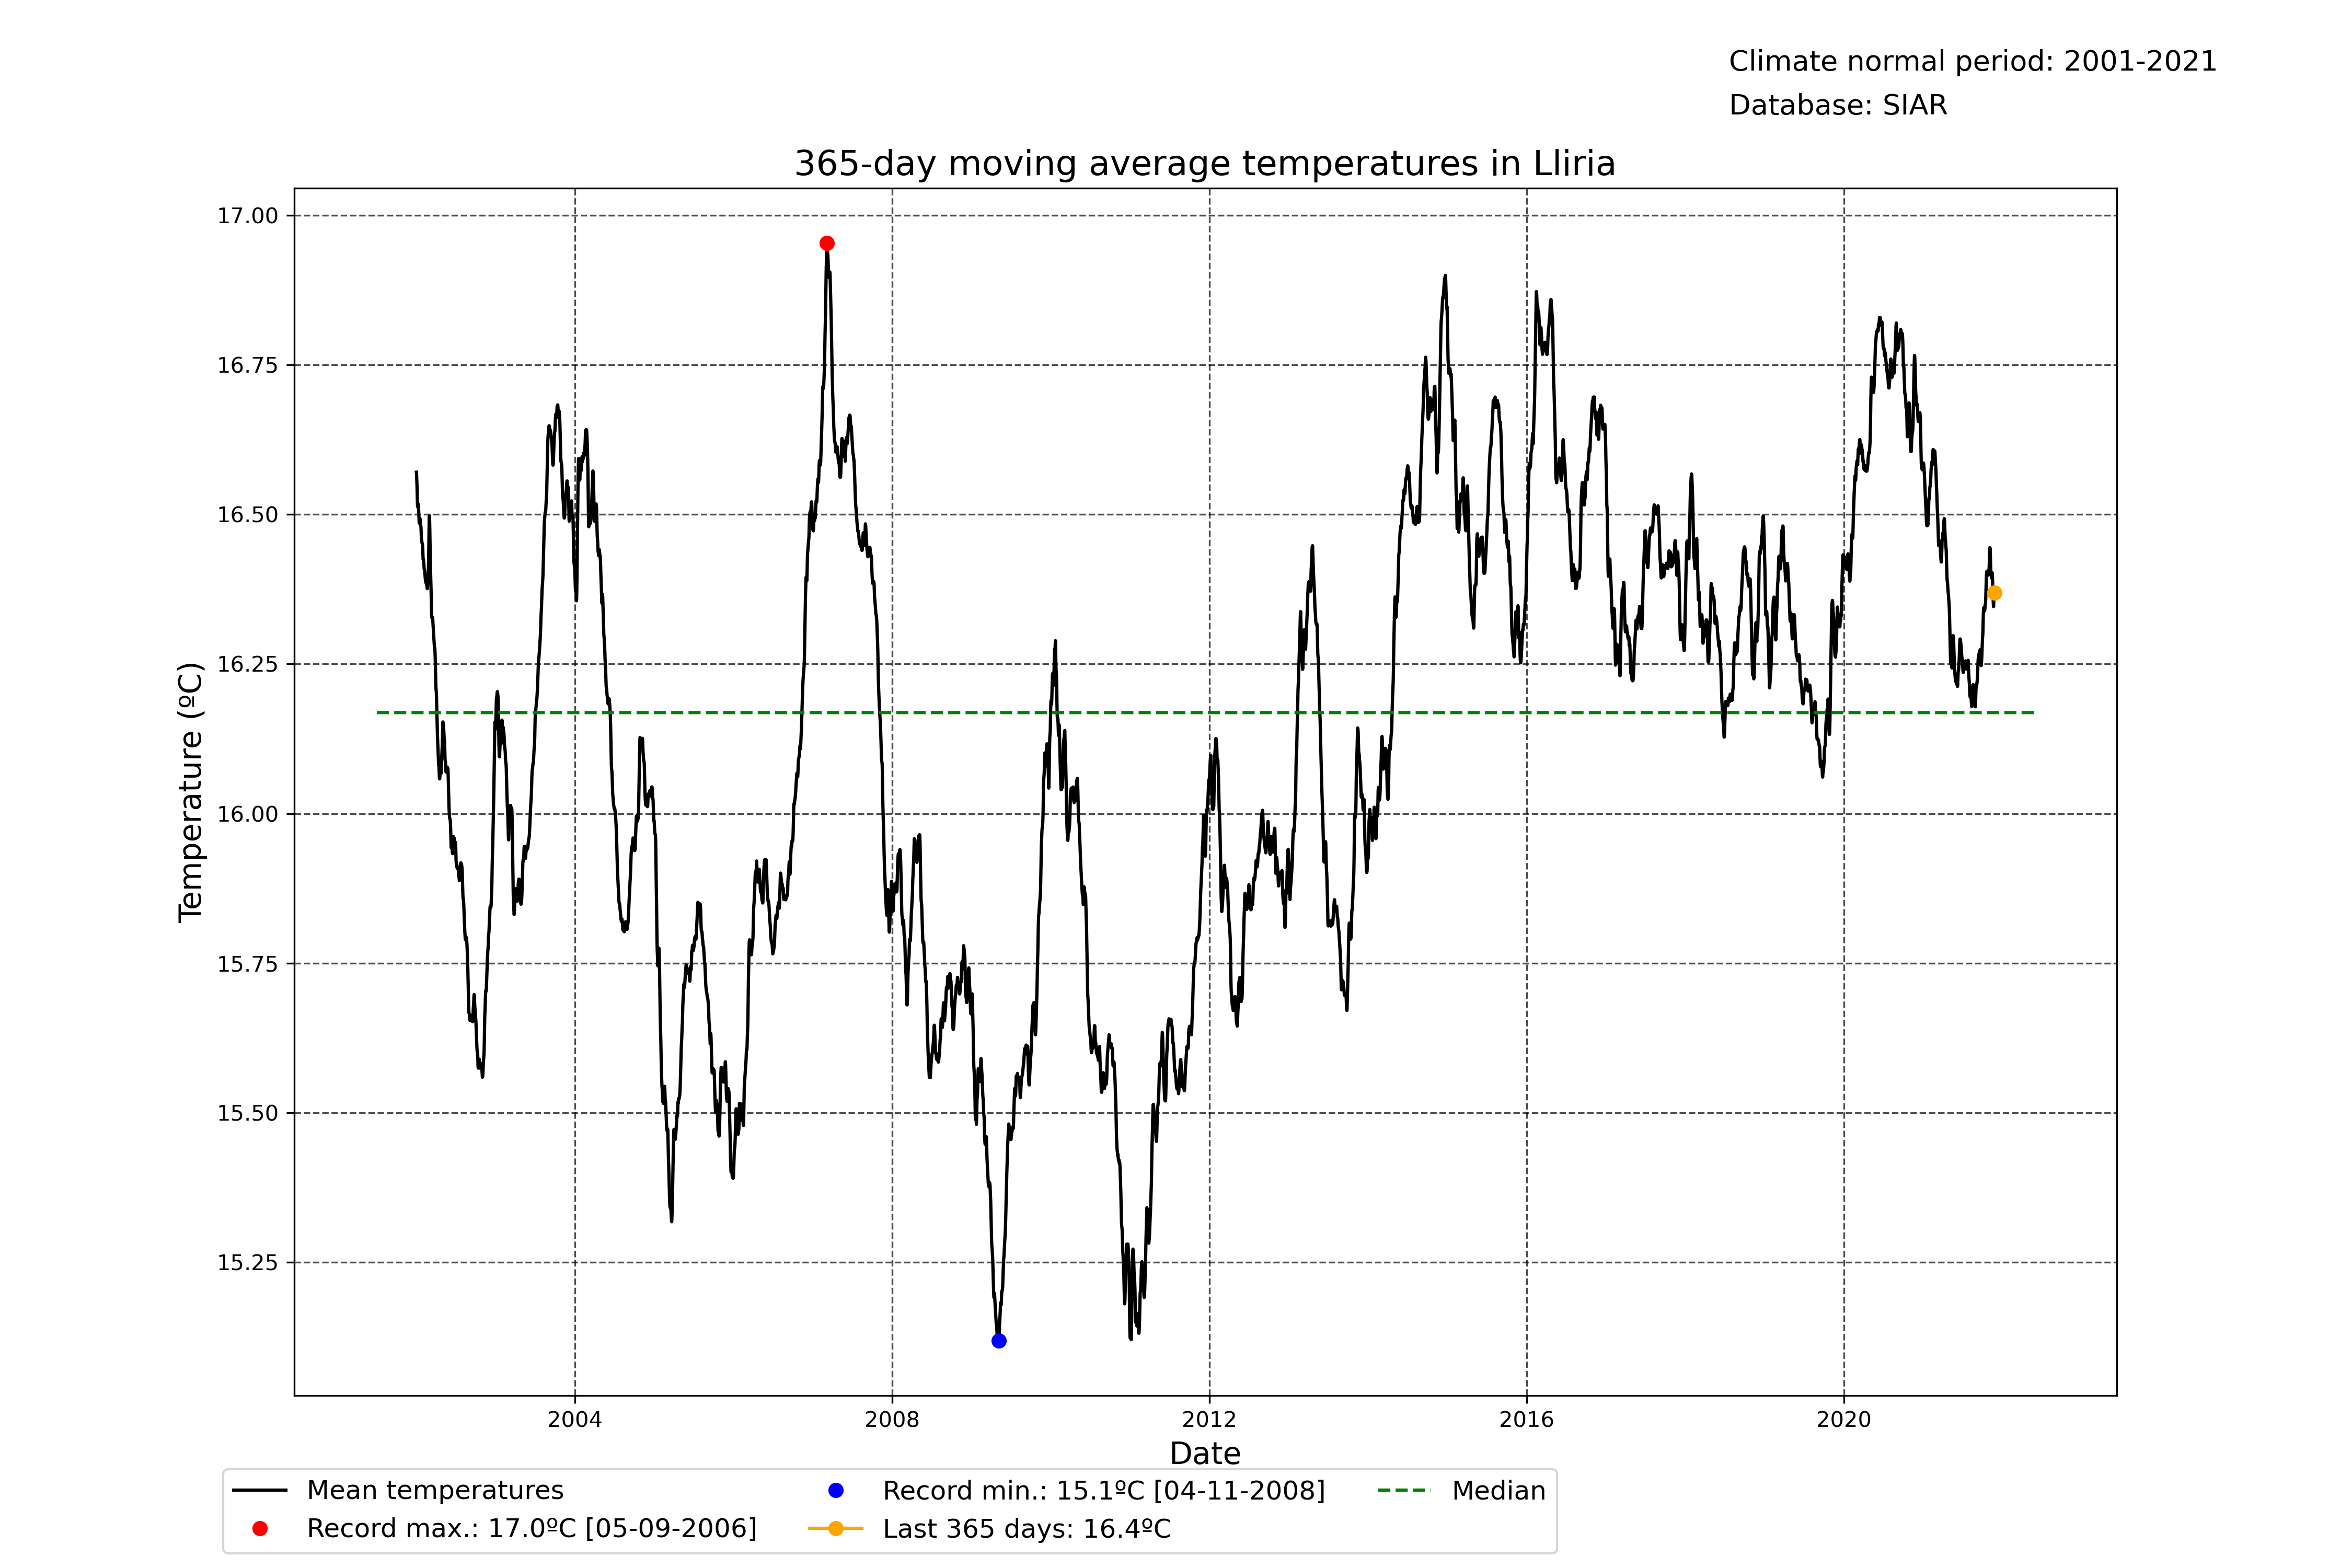 Climate normal period: 2001-2021
Database: SIAR
365-day moving average temperatures in Lliria
Temperature (ºC)
17.00
16.75
16.50
16.25
16.00
15.75
15.50
15.25
2004
2008
2012
2016
2020
Date
Mean temperatures
Record max.: 17.0ºC [05-09-2006]
Record min.: 15.1ºC [04-11-2008]
Last 365 days: 16.4ºC
Median